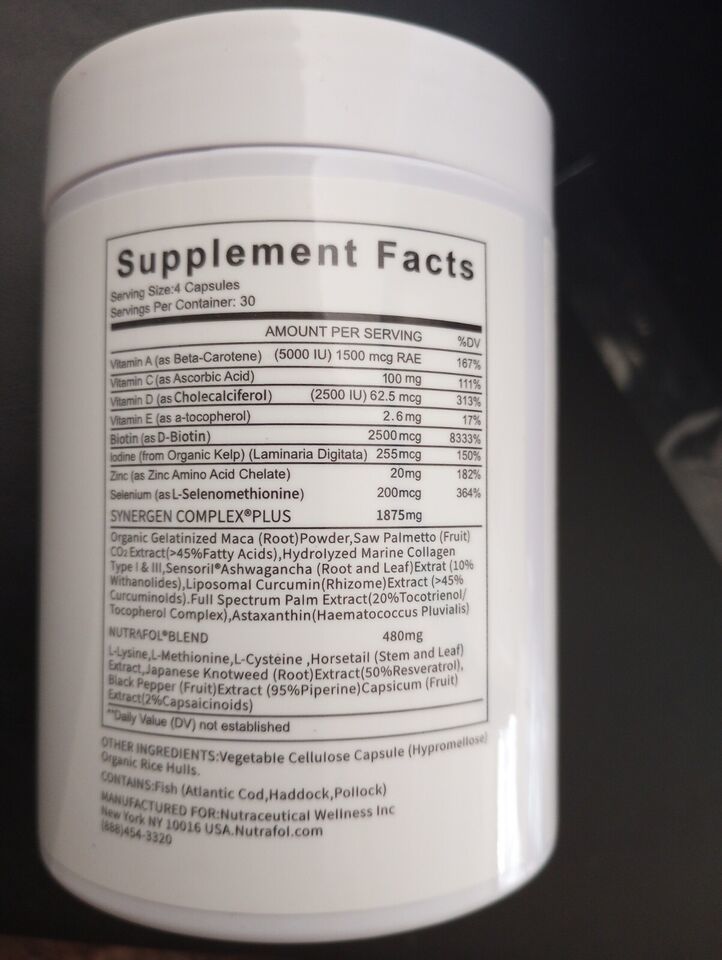 Supplement Facts
Serving Size:4 Capsules
Servings Per Container: 30
AMOUNT PER SERVING %DV
Vitamin A (as Beta-Carotene) (5000 IU) 1500 mcg RAE 167%
Vitamin C (as Ascorbic Acid) 100 mg 111%
Vitamin D (as Cholecalciferol) (2500 IU) 62.5 mcg 313%
Vitamin E (as a-tocopherol) 2.6mg 17%
Biotin (as D-Biotin) 2500mcg 8333%
Iodine (from Organic Kelp) (Laminaria Digitata) 255mcg 150%
Zinc (as Zinc Amino Acid Chelate) 20mg 182%
Selenium (as L-Selenomethionine) 200mcg 364%
SYNERGEN COMPLEX®PLUS 1875mg
Organic Gelatinized Maca (Root)Powder,Saw Palmetto (Fruit)
CO2 Extract(>45%Fatty Acids),Hydrolyzed Marine Collagen
Type I & III,Sensoril®Ashwagancha (Root and Leaf)Extrat (10%
Withanolides),Liposomal Curcumin(Rhizome)Extract (>45%
Curcuminoids).Full Spectrum Palm Extract(20%Tocotrienol/
Tocopherol Complex),Astaxanthin(Haematococcus Pluvialis)
NUTRAFOL®BLEND 480mg
L-Lysine,L-Methionine,L-Cysteine ,Horsetail (Stem and Leaf)
Extract,Japanese Knotweed (Root)Extract(50%Resveratrol),
Black Pepper (Fruit)Extract (95%Piperine)Capsicum (Fruit)
Extract(2%Capsaicinoids)
**Daily Value (DV) not established
OTHER INGREDIENTS:Vegetable Cellulose Capsule (Hypromellose)
Organic Rice Hulls.
CONTAINS:Fish (Atlantic Cod,Haddock,Pollock)
MANUFACTURED FOR:Nutraceutical Wellness Inc
New York NY 10016 USA.Nutrafol.com
(888)454-3320